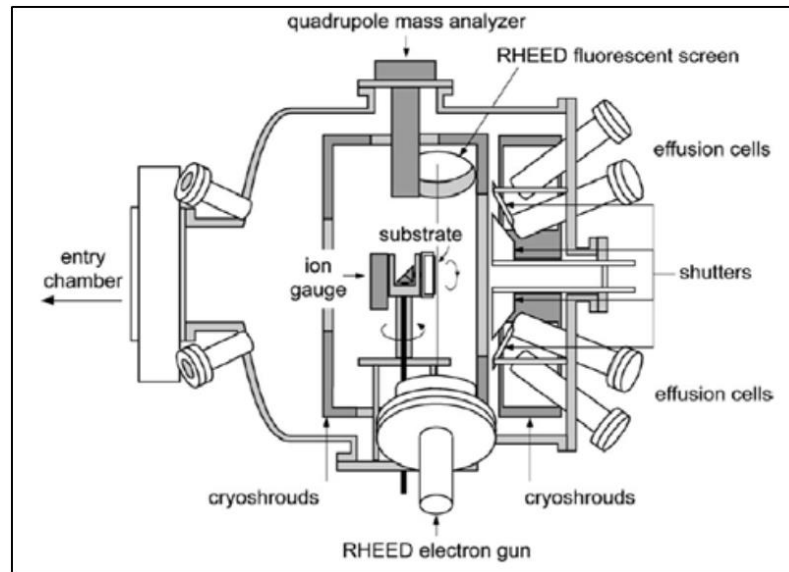 quadrupole mass analyzer
RHEED fluorescent screen
effusion cells
substrate
entry
chamber
ion
gauge
shutters
effusion cells
cryoshrouds
cryoshrouds
RHEED electron gun